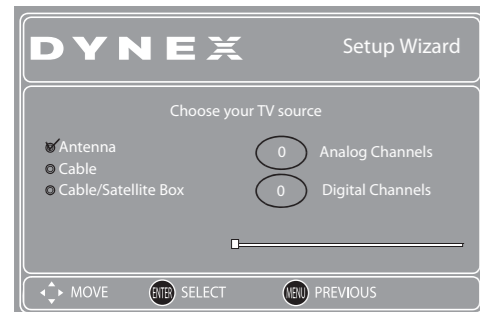 DYNEX
Setup Wizard
Choose your TV source
Antenna
Cable
Cable/Satellite Box
0 Analog Channels
0 Digital Channels
MOVE ENTER SELECT MENU PREVIOUS